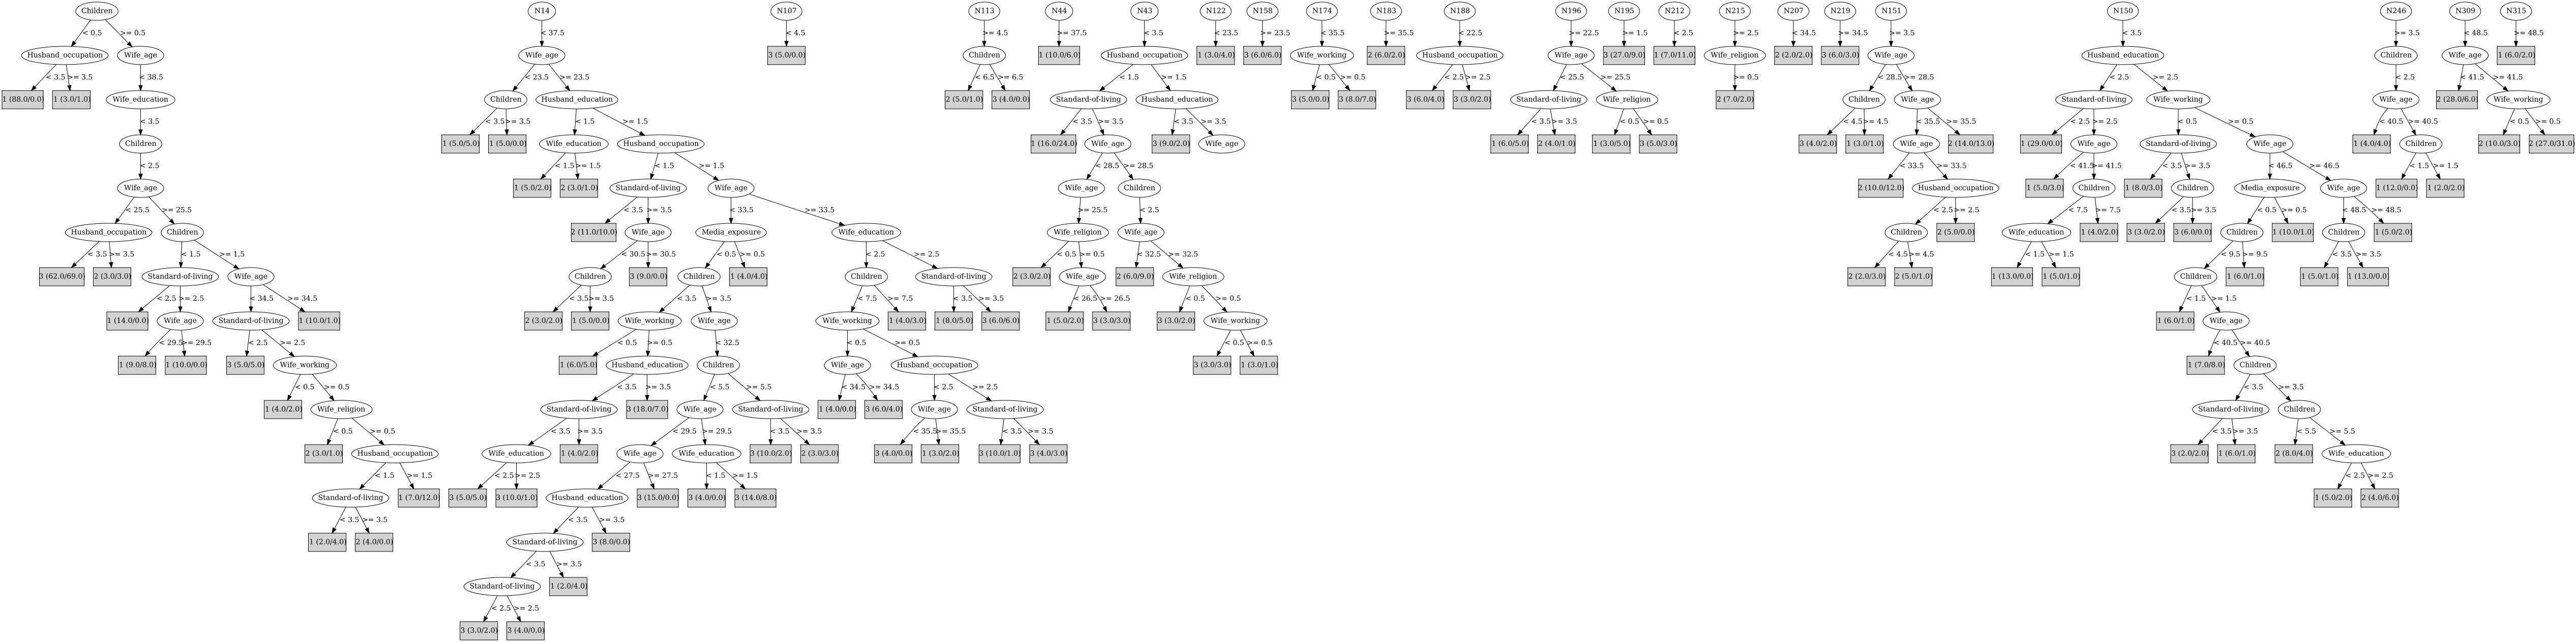 Children N14 N107 N113 N44 N43 N122 N158 N174 N183 N188 N196 N195 N212 N215 N207 N219 N151 N150 N246 N309 N315
< 0.5 >= 0.5 < 37.5 < 4.5 >= 4.5 >= 37.5 < 3.5 < 23.5 >= 23.5 < 35.5 >= 35.5 < 22.5 >= 22.5 >= 1.5 < 2.5 >= 2.5 < 34.5 >= 34.5 >= 3.5 < 3.5 >= 3.5 < 48.5 >= 48.5
Husband_occupation Wife_age Wife_age 3 (5.0/0.0) Children 1 (10.0/6.0) Husband_occupation 1 (3.0/4.0) 3 (6.0/6.0) Wife_working 2 (6.0/2.0) Husband_occupation Wife_age 3 (27.0/9.0) 1 (7.0/11.0) Wife_religion 2 (2.0/2.0) 3 (6.0/3.0) Wife_age Husband_education Children Wife_age 1 (6.0/2.0)
< 3.5 >= 3.5 < 38.5 < 23.5 >= 23.5 < 6.5 >= 6.5 < 1.5 >= 1.5 < 0.5 >= 0.5 < 2.5 >= 2.5 < 25.5 >= 25.5 >= 0.5 < 28.5 >= 28.5 < 2.5 >= 2.5 < 2.5 < 41.5 >= 41.5
1 (88.0/0.0) 1 (3.0/1.0) Wife_education Children Husband_education 2 (5.0/1.0) 3 (4.0/0.0) Standard-of-living Husband_education 3 (5.0/0.0) 3 (8.0/7.0) 3 (6.0/4.0) 3 (3.0/2.0) Standard-of-living Wife_religion 2 (7.0/2.0) Children Wife_age Standard-of-living Wife_working Wife_age 2 (28.0/6.0) Wife_working
< 3.5 < 3.5 >= 3.5 < 1.5 >= 1.5 < 3.5 >= 3.5 < 3.5 >= 3.5 < 3.5 >= 3.5 < 0.5 >= 0.5 < 4.5 >= 4.5 < 35.5 >= 35.5 < 2.5 >= 2.5 < 0.5 >= 0.5 < 40.5 >= 40.5 < 0.5 >= 0.5
Children 1 (5.0/5.0) 1 (5.0/0.0) Wife_education Husband_occupation 1 (16.0/24.0) Wife_age 3 (9.0/2.0) Wife_age 1 (6.0/5.0) 2 (4.0/1.0) 1 (3.0/5.0) 3 (5.0/3.0) 3 (4.0/2.0) 1 (3.0/1.0) Wife_age 2 (14.0/13.0) 1 (29.0/0.0) Wife_age Standard-of-living Wife_age 1 (4.0/4.0) Children 2 (10.0/3.0) 2 (27.0/31.0)
< 2.5 < 1.5 >= 1.5 < 1.5 >= 1.5 < 28.5 >= 28.5 < 33.5 >= 33.5 < 41.5 >= 41.5 < 3.5 >= 3.5 < 46.5 >= 46.5 < 1.5 >= 1.5
Wife_age 1 (5.0/2.0) 2 (3.0/1.0) Standard-of-living Wife_age Wife_age Children 2 (10.0/12.0) Husband_occupation 1 (5.0/3.0) Children 1 (8.0/3.0) Children Media_exposure Wife_age 1 (12.0/0.0) 1 (2.0/2.0)
< 25.5 >= 25.5 < 3.5 >= 3.5 < 33.5 >= 33.5 >= 25.5 < 2.5 < 2.5 >= 2.5 < 7.5 >= 7.5 < 3.5 >= 3.5 < 0.5 >= 0.5 < 48.5 >= 48.5
Husband_occupation Children 2 (11.0/10.0) Wife_age Media_exposure Wife_education Wife_religion Wife_age Children 2 (5.0/0.0) Wife_education 1 (4.0/2.0) 3 (3.0/2.0) 3 (6.0/0.0) Children 1 (10.0/1.0) Children 1 (5.0/2.0)
< 3.5 >= 3.5 < 1.5 >= 1.5 < 30.5 >= 30.5 < 0.5 >= 0.5 < 2.5 >= 2.5 < 0.5 >= 0.5 < 32.5 >= 32.5 < 4.5 >= 4.5 < 1.5 >= 1.5 < 9.5 >= 9.5 < 3.5 >= 3.5
3 (62.0/69.0) 2 (3.0/3.0) Standard-of-living Wife_age Children 3 (9.0/0.0) Children 1 (4.0/4.0) Children Standard-of-living 2 (3.0/2.0) Wife_age 2 (6.0/9.0) Wife_religion 2 (2.0/3.0) 2 (5.0/1.0) 1 (13.0/0.0) 1 (5.0/1.0) Children 1 (6.0/1.0) 1 (5.0/1.0) 1 (13.0/0.0)
< 2.5 >= 2.5 < 34.5 >= 34.5 < 3.5 >= 3.5 < 3.5 >= 3.5 < 7.5 >= 7.5 < 3.5 >= 3.5 < 26.5 >= 26.5 < 0.5 >= 0.5 < 1.5 >= 1.5
1 (14.0/0.0) Wife_age Standard-of-living 1 (10.0/1.0) 2 (3.0/2.0) 1 (5.0/0.0) Wife_working Wife_age Wife_working 1 (4.0/3.0) 1 (8.0/5.0) 3 (6.0/6.0) 1 (5.0/2.0) 3 (3.0/3.0) 3 (3.0/2.0) Wife_working 1 (6.0/1.0) Wife_age
< 29.5 >= 29.5 < 2.5 >= 2.5 < 0.5 >= 0.5 < 32.5 < 0.5 >= 0.5 < 0.5 >= 0.5 < 40.5 >= 40.5
1 (9.0/8.0) 1 (10.0/0.0) 3 (5.0/5.0) Wife_working 1 (6.0/5.0) Husband_education Children Wife_age Husband_occupation 3 (3.0/3.0) 1 (3.0/1.0) 1 (7.0/8.0) Children
< 0.5 >= 0.5 < 3.5 >= 3.5 < 5.5 >= 5.5 < 34.5 >= 34.5 < 2.5 >= 2.5 < 3.5 >= 3.5
1 (4.0/2.0) Wife_religion Standard-of-living 3 (18.0/7.0) Wife_age Standard-of-living 1 (4.0/0.0) 3 (6.0/4.0) Wife_age Standard-of-living Standard-of-living Children
< 0.5 >= 0.5 < 3.5 >= 3.5 < 29.5 >= 29.5 < 3.5 >= 3.5 < 35.5 >= 35.5 < 3.5 >= 3.5 < 3.5 >= 3.5 < 5.5 >= 5.5
2 (3.0/1.0) Husband_occupation Wife_education 1 (4.0/2.0) Wife_age Wife_education 3 (10.0/2.0) 2 (3.0/3.0) 3 (4.0/0.0) 1 (3.0/2.0) 3 (10.0/1.0) 3 (4.0/3.0) 3 (2.0/2.0) 1 (6.0/1.0) 2 (8.0/4.0) Wife_education
< 1.5 >= 1.5 < 2.5 >= 2.5 < 27.5 >= 27.5 < 1.5 >= 1.5 < 2.5 >= 2.5
Standard-of-living 1 (7.0/12.0) 3 (5.0/5.0) 3 (10.0/1.0) Husband_education 3 (15.0/0.0) 3 (4.0/0.0) 3 (14.0/8.0) 1 (5.0/2.0) 2 (4.0/6.0)
< 3.5 >= 3.5 < 3.5 >= 3.5
1 (2.0/4.0) 2 (4.0/0.0) Standard-of-living 3 (8.0/0.0)
< 3.5 >= 3.5
Standard-of-living 1 (2.0/4.0)
< 2.5 >= 2.5
3 (3.0/2.0) 3 (4.0/0.0)